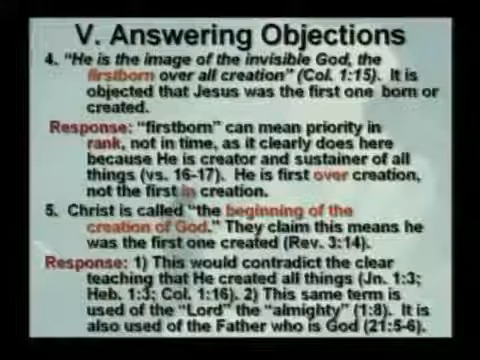 V. Answering Objections
4. “He is the image of the invisible God, the
firstborn over all creation” (Col. 1:15). It is
objected that Jesus was the first one born or
created.
Response: “firstborn” can mean priority in
rank, not in time, as it clearly does here
because He is creator and sustainer of all
things (vs. 16-17). He is first over creation,
not the first in creation.
5. Christ is called “the beginning of the
creation of God.” They claim this means he
was the first one created (Rev. 3:14).
Response: 1) This would contradict the clear
teaching that He created all things (Jn. 1:3;
Heb. 1:3; Col. 1:16). 2) This same term is
used of the “Lord” the “almighty” (1:8). It is
also used of the Father who is God (21:5-6).